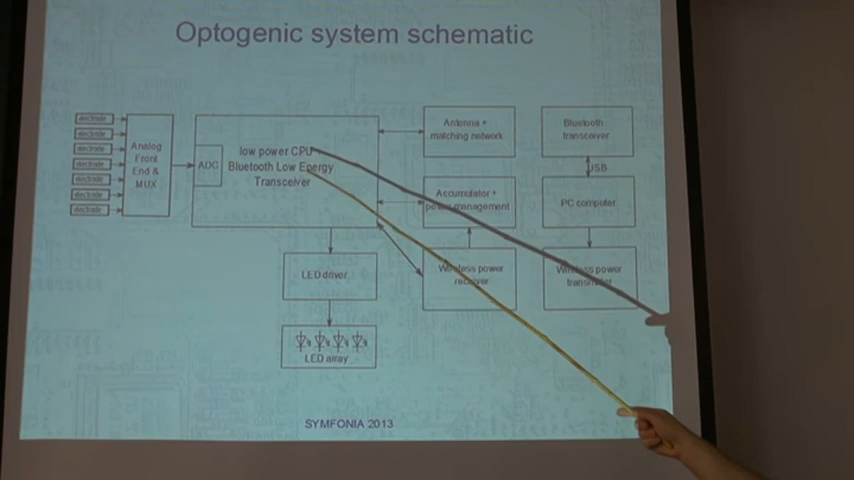 Optogenic system schematic
electrode
electrode
electrode
electrode
electrode
electrode
electrode
Analog
Front
End &
MUX
ADC
low power CPU
Bluetooth Low Energy
Transceiver
Antenna +
matching network
Accumulator +
power management
Wireless power
receiver
Bluetooth
transceiver
USB
PC computer
Wireless power
transmitter
LED driver
LED array
SYMFONIA 2013